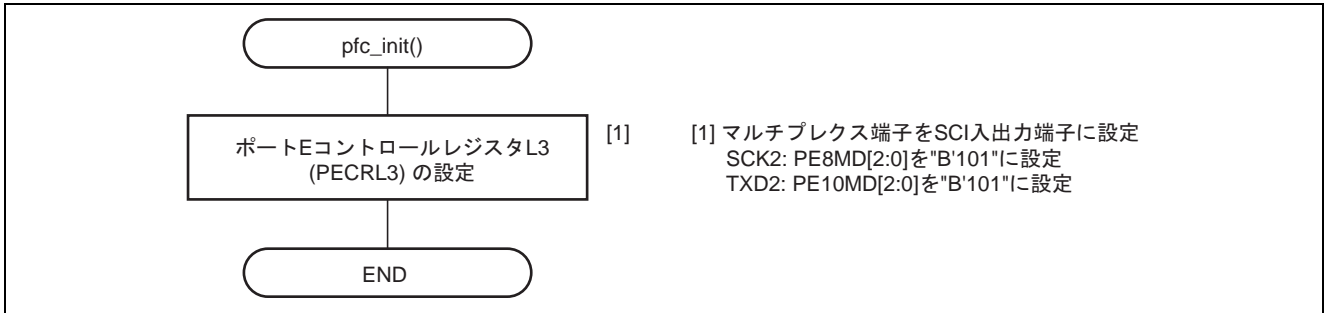 pfc_init()
ポートEコントロールレジスタL3
(PECRL3) の設定
[1]
[1] マルチプレクス端子をSCI入出力端子に設定
SCK2: PE8MD[2:0]を"B'101"に設定
TXD2: PE10MD[2:0]を"B'101"に設定
END